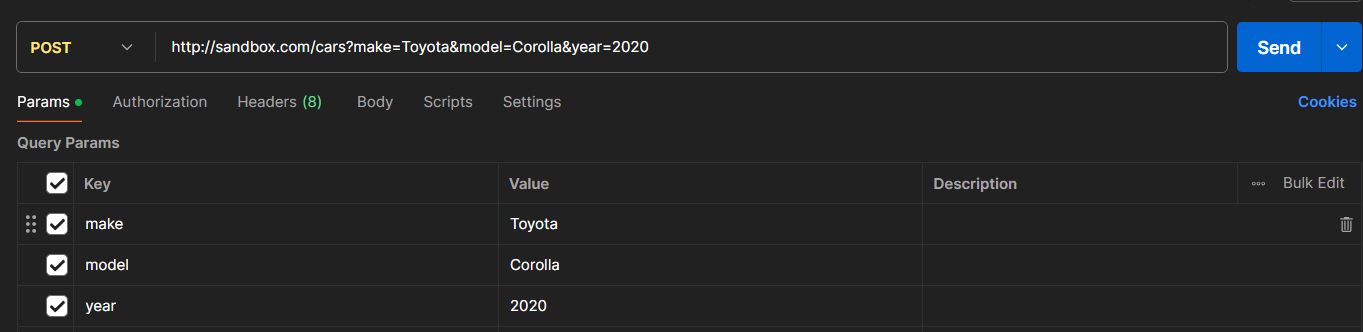 POST http://sandbox.com/cars?make=Toyota&model=Corolla&year=2020 Send
Params Authorization Headers (8) Body Scripts Settings Cookies
Query Params
Key Value Description Bulk Edit
make Toyota
model Corolla
year 2020